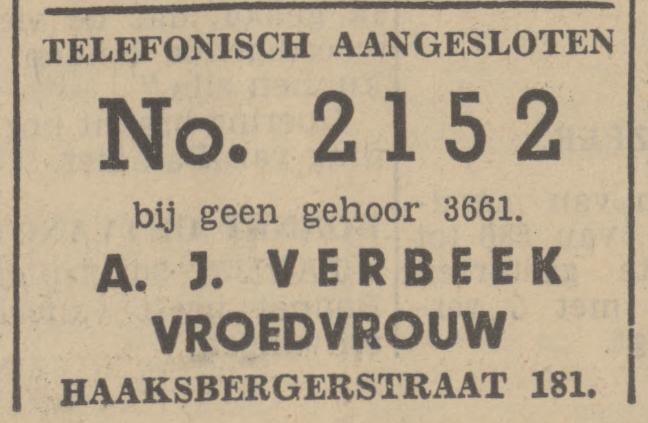 TELEFONISCH AANGESLOTEN
No. 2152
bij geen gehoor 3661.
A. J. VERBEEK
VROEDVROUW
HAAKSBERGERSTRAAT 181.